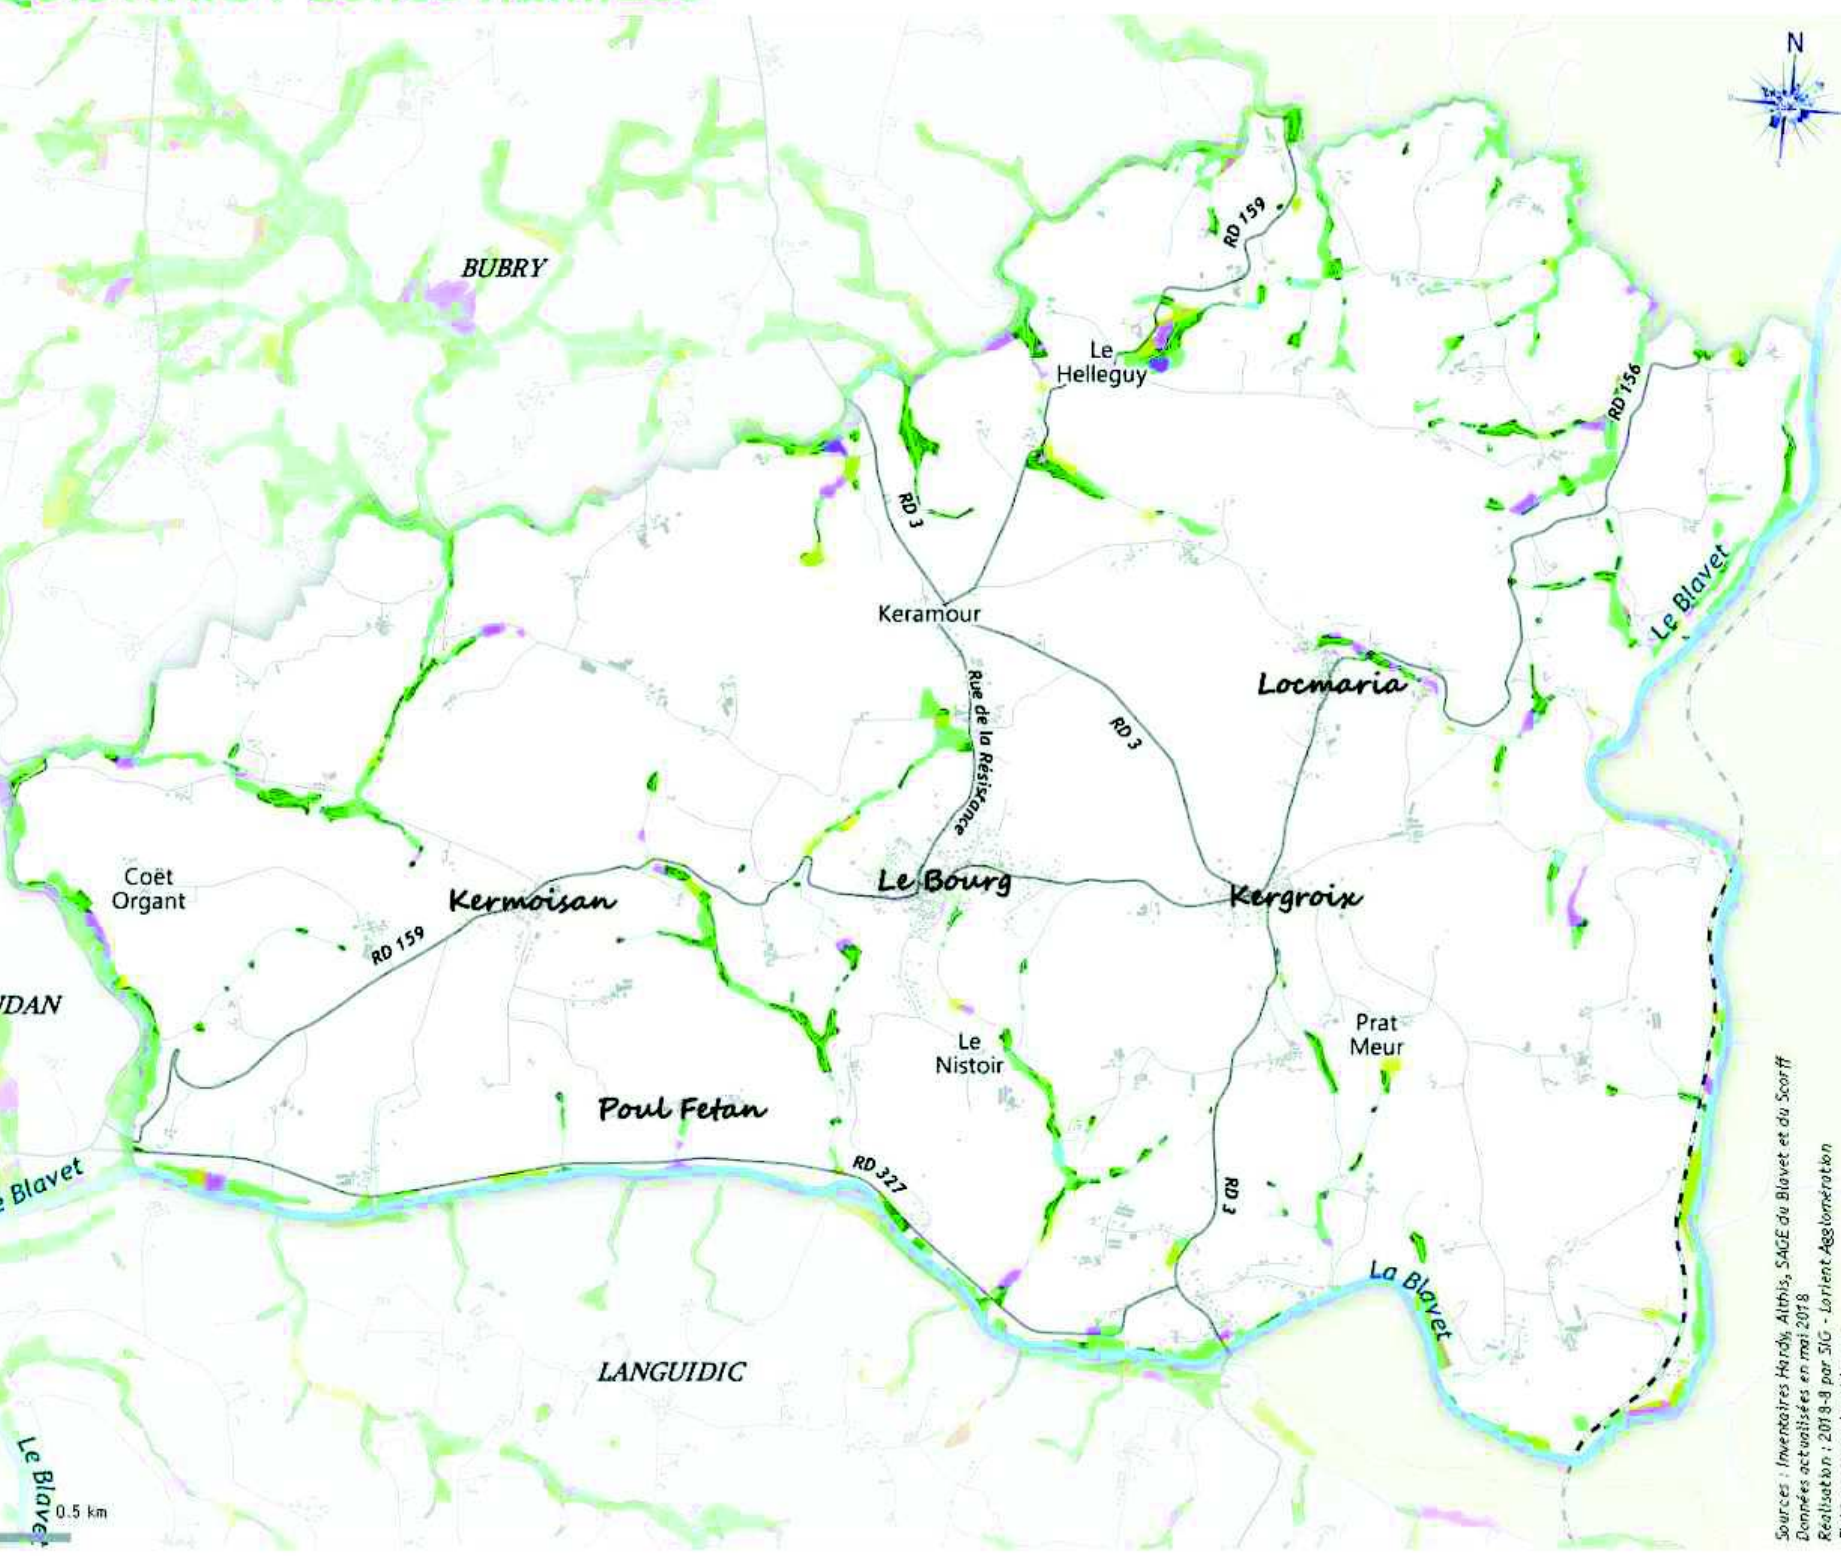 N
RD 159
BUBRY
Le
Helleguy
RD 156
RD 3
Le Blavet
Keramour
Locmaria
Rue de la Résistance
RD 3
Coët
Organt
Kermoisan
Le Bourg
Kergroix
RD 159
Prat
Meur
Le
Nistoir
Poul Fetan
Blavet
RD 327
RD 3
La Blavet
LANGUIDIC
Le Blavet
0.5 km
Sources : Inventaires Hardy, Althis, SAGE du Blavet et du Scorff
Données actualisées en mai 2018
Réalisation : 2018-8 par SIG - Lorient Agglomération